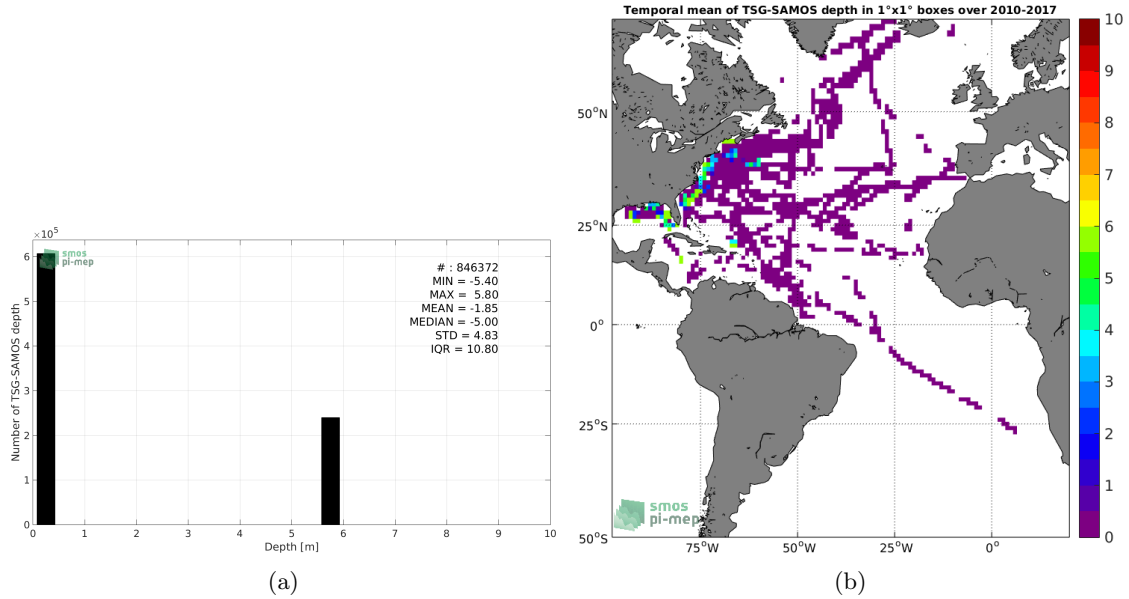 Temporal mean of TSG-SAMOS depth in 1°x1° boxes over 2010-2017
×10⁵
smos
pi-mep
# : 846372
MIN = -5.40
MAX = 5.80
MEAN = -1.85
MEDIAN = -5.00
STD = 4.83
IQR = 10.80
Number of TSG-SAMOS depth
6
5
4
3
2
1
0
0 1 2 3 4 5 6 7 8 9 10
Depth [m]
(a)
50°N
25°N
0°
25°S
50°S
75°W 50°W 25°W 0°
smos
pi-mep
10
9
8
7
6
5
4
3
2
1
0
(b)